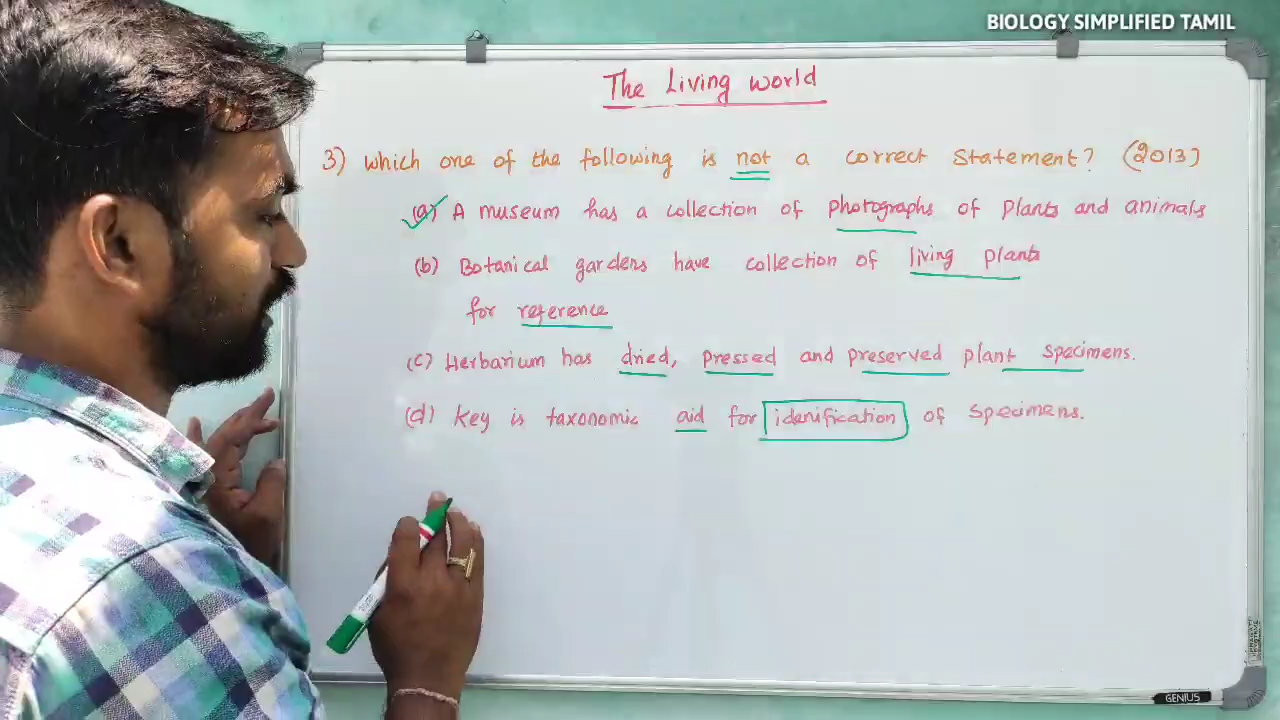 BIOLOGY SIMPLIFIED TAMIL
The Living world
3) which one of the following is not a correct statement? (2013)
(a) A museum has a collection of photographs of plants and animals
(b) Botanical gardens have collection of living plants
for reference
(c) Herbarium has dried, pressed and preserved plant specimens.
(d) key is taxonomic aid for idenification of specimens.
GENIUS